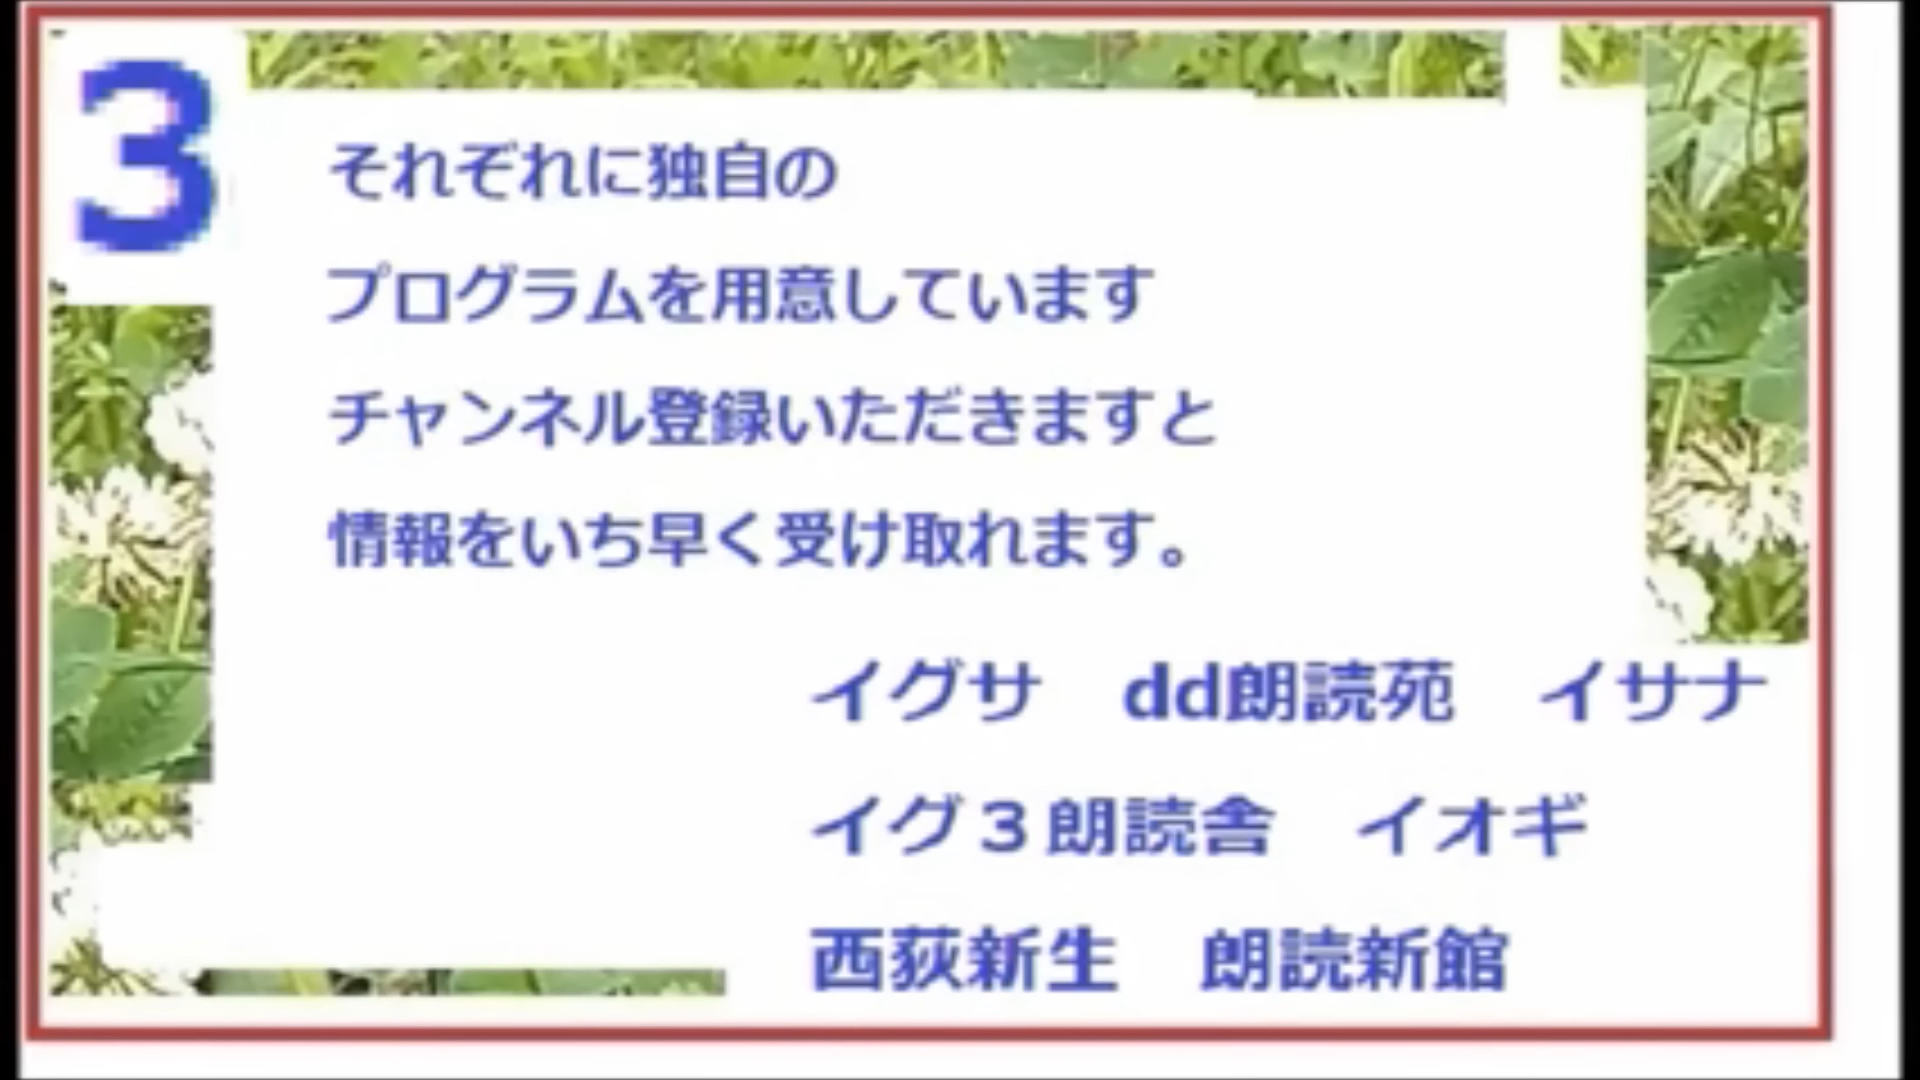 3
それぞれに独自の
プログラムを用意しています
チャンネル登録いただきますと
情報をいち早く受け取れます。
イグサ　dd朗読苑　イサナ
イグ３朗読舎　イオギ
西荻新生　朗読新館